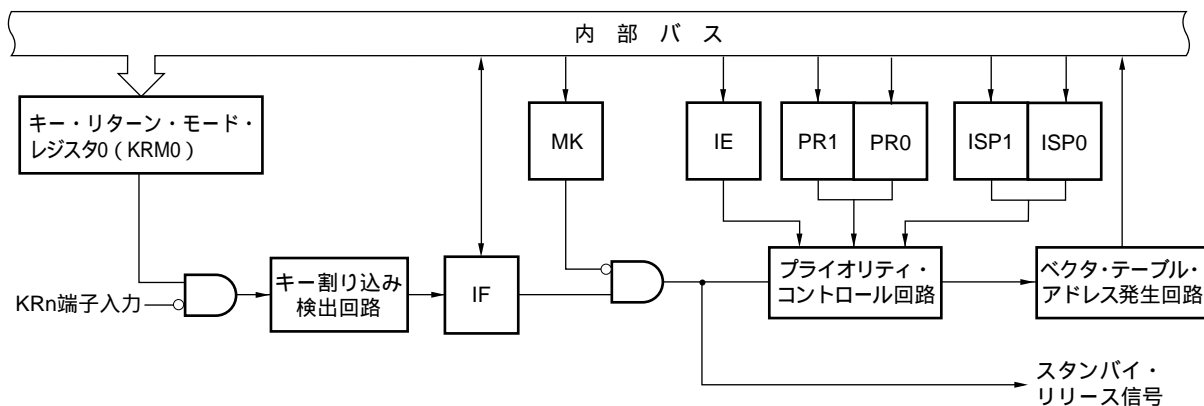 内 部 バ ス
キー・リターン・モード・
レジスタ0（KRM0）
MK
IE
PR1
PR0
ISP1
ISP0
KRn端子入力
キー割り込み
検出回路
IF
プライオリティ・
コントロール回路
ベクタ・テーブル・
アドレス発生回路
スタンバイ・
リリース信号